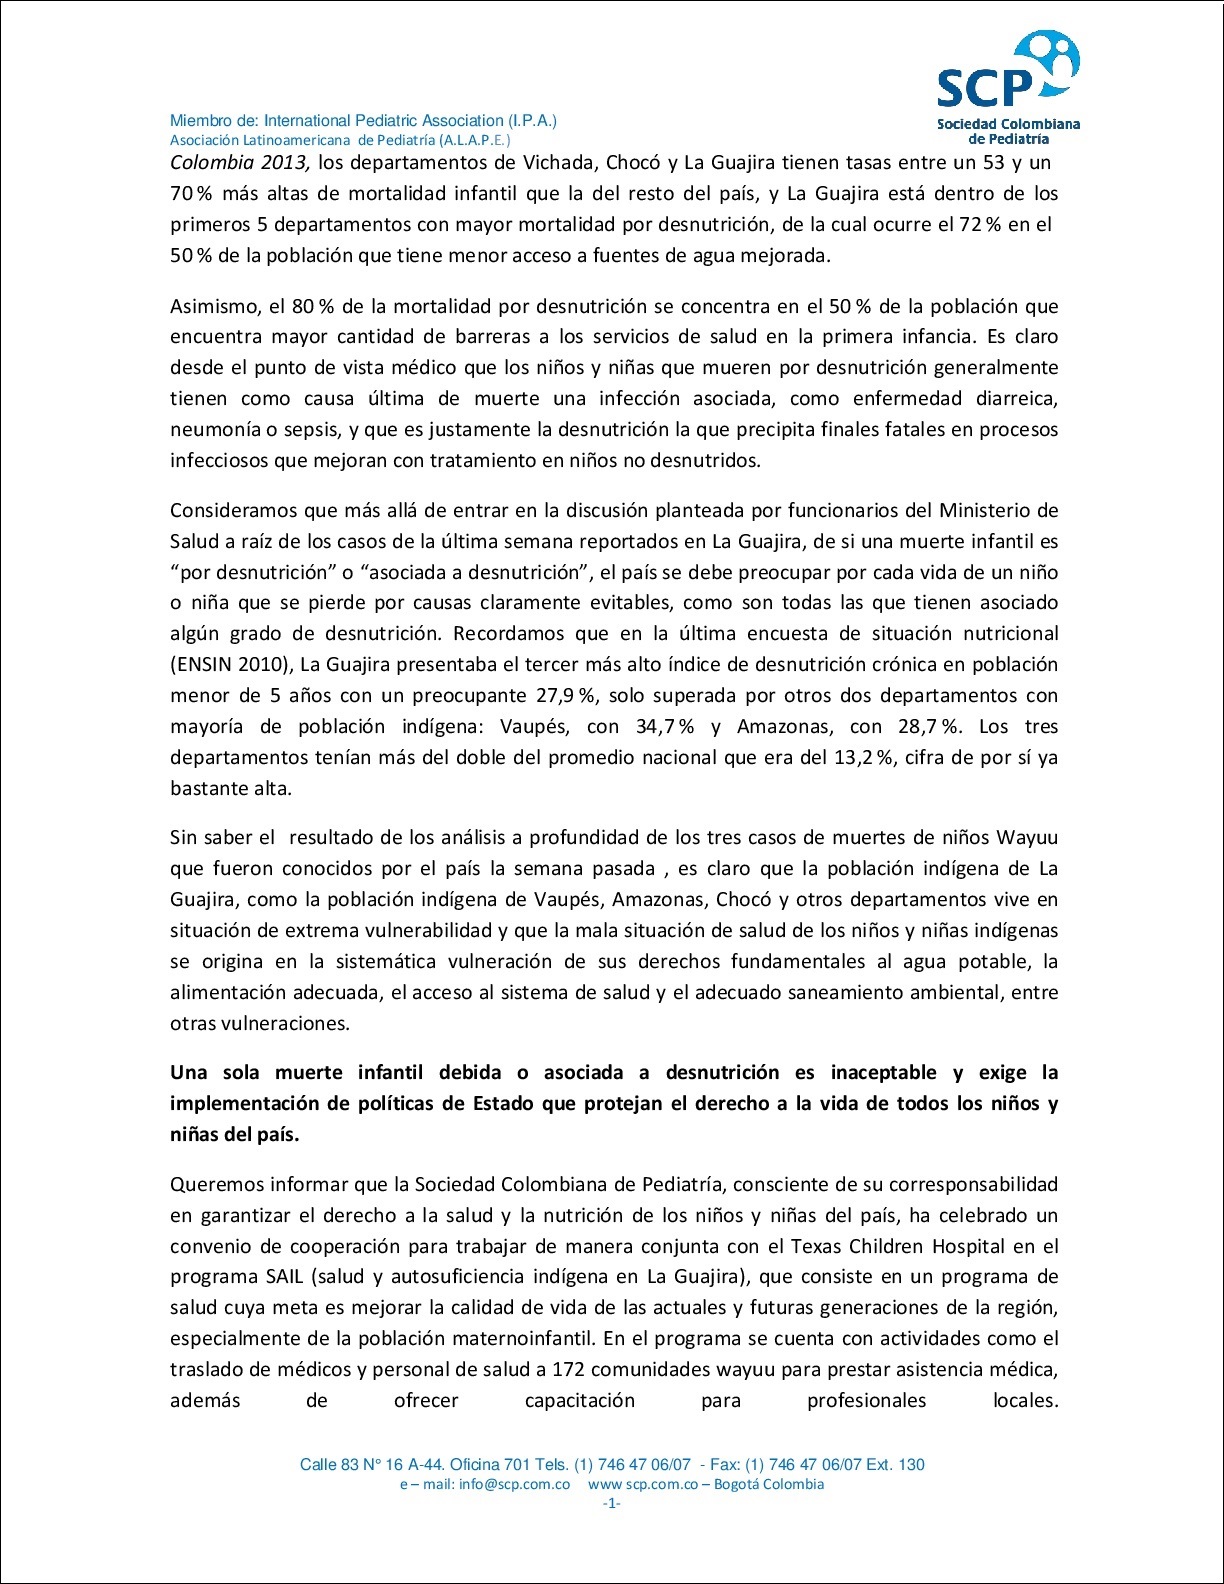 SCP
Sociedad Colombiana
de Pediatría
Miembro de: International Pediatric Association (I.P.A.)
Asociación Latinoamericana de Pediatría (A.L.A.P.E.)
Colombia 2013, los departamentos de Vichada, Chocó y La Guajira tienen tasas entre un 53 y un
70 % más altas de mortalidad infantil que la del resto del país, y La Guajira está dentro de los
primeros 5 departamentos con mayor mortalidad por desnutrición, de la cual ocurre el 72 % en el
50 % de la población que tiene menor acceso a fuentes de agua mejorada.
Asimismo, el 80 % de la mortalidad por desnutrición se concentra en el 50 % de la población que
encuentra mayor cantidad de barreras a los servicios de salud en la primera infancia. Es claro
desde el punto de vista médico que los niños y niñas que mueren por desnutrición generalmente
tienen como causa última de muerte una infección asociada, como enfermedad diarreica,
neumonía o sepsis, y que es justamente la desnutrición la que precipita finales fatales en procesos
infecciosos que mejoran con tratamiento en niños no desnutridos.
Consideramos que más allá de entrar en la discusión planteada por funcionarios del Ministerio de
Salud a raíz de los casos de la última semana reportados en La Guajira, de si una muerte infantil es
“por desnutrición” o “asociada a desnutrición”, el país se debe preocupar por cada vida de un niño
o niña que se pierde por causas claramente evitables, como son todas las que tienen asociado
algún grado de desnutrición. Recordamos que en la última encuesta de situación nutricional
(ENSIN 2010), La Guajira presentaba el tercer más alto índice de desnutrición crónica en población
menor de 5 años con un preocupante 27,9 %, solo superada por otros dos departamentos con
mayoría de población indígena: Vaupés, con 34,7 % y Amazonas, con 28,7 %. Los tres
departamentos tenían más del doble del promedio nacional que era del 13,2 %, cifra de por sí ya
bastante alta.
Sin saber el resultado de los análisis a profundidad de los tres casos de muertes de niños Wayuu
que fueron conocidos por el país la semana pasada , es claro que la población indígena de La
Guajira, como la población indígena de Vaupés, Amazonas, Chocó y otros departamentos vive en
situación de extrema vulnerabilidad y que la mala situación de salud de los niños y niñas indígenas
se origina en la sistemática vulneración de sus derechos fundamentales al agua potable, la
alimentación adecuada, el acceso al sistema de salud y el adecuado saneamiento ambiental, entre
otras vulneraciones.
Una sola muerte infantil debida o asociada a desnutrición es inaceptable y exige la
implementación de políticas de Estado que protejan el derecho a la vida de todos los niños y
niñas del país.
Queremos informar que la Sociedad Colombiana de Pediatría, consciente de su corresponsabilidad
en garantizar el derecho a la salud y la nutrición de los niños y niñas del país, ha celebrado un
convenio de cooperación para trabajar de manera conjunta con el Texas Children Hospital en el
programa SAIL (salud y autosuficiencia indígena en La Guajira), que consiste en un programa de
salud cuya meta es mejorar la calidad de vida de las actuales y futuras generaciones de la región,
especialmente de la población maternoinfantil. En el programa se cuenta con actividades como el
traslado de médicos y personal de salud a 172 comunidades wayuu para prestar asistencia médica,
además de ofrecer capacitación para profesionales locales.
Calle 83 N° 16 A-44. Oficina 701 Tels. (1) 746 47 06/07 - Fax: (1) 746 47 06/07 Ext. 130
e – mail: info@scp.com.co www scp.com.co – Bogotá Colombia
-1-